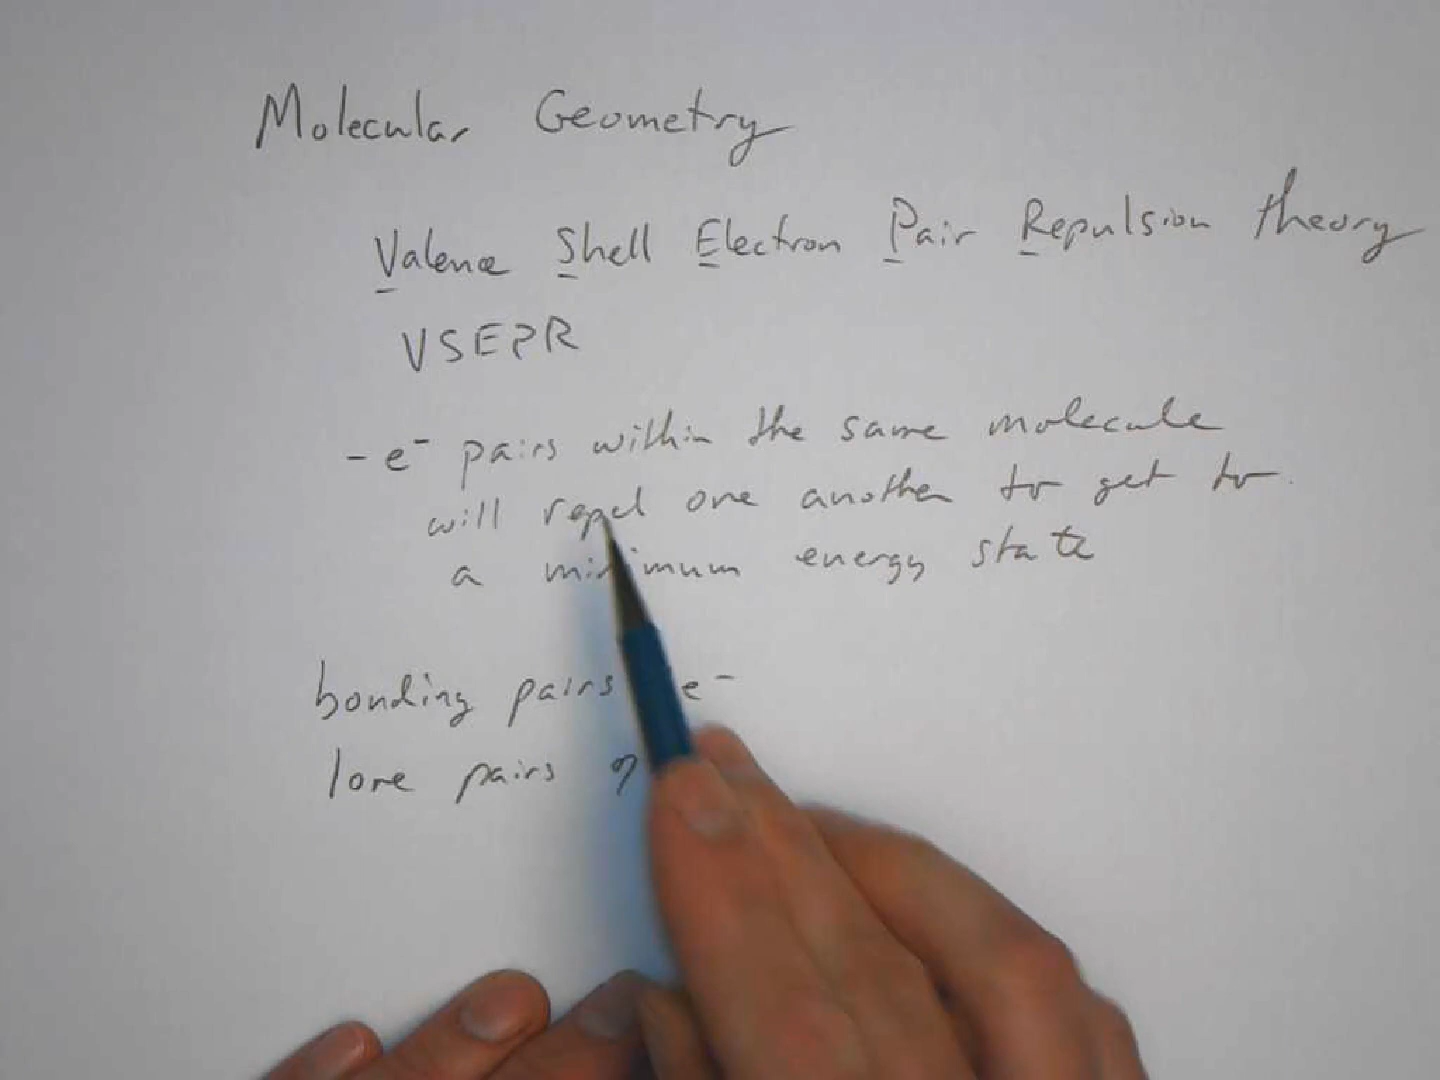 Molecular Geometry
Valence Shell Electron Pair Repulsion theory
VSEPR
- e⁻ pairs within the same molecule
will repel one another to get to
a minimum energy state
bonding pairs e⁻
lone pairs